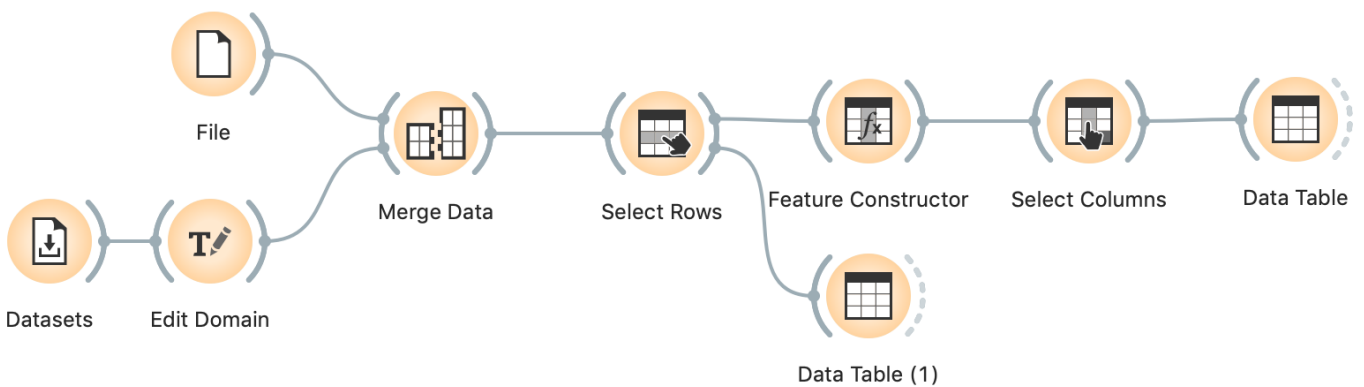 File
Merge Data
Select Rows
Feature Constructor
Select Columns
Data Table
Datasets
Edit Domain
Data Table (1)